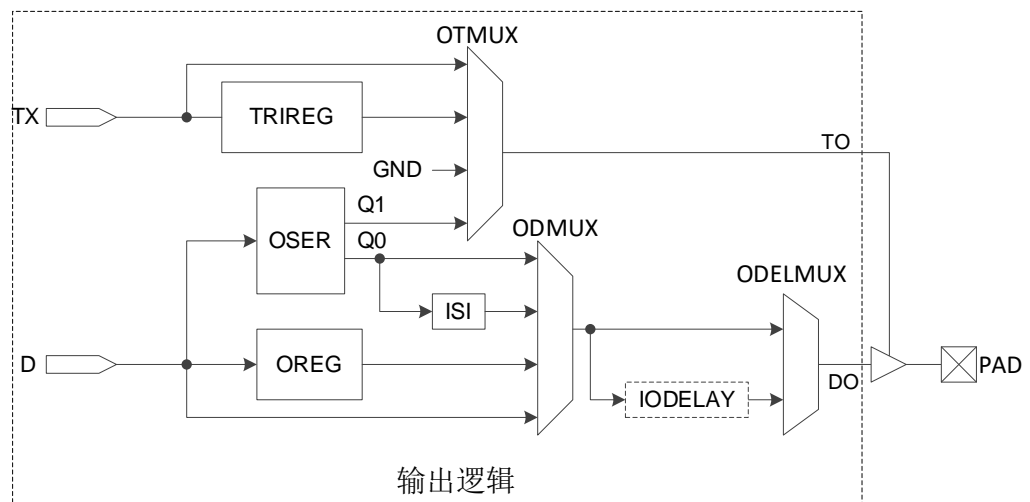 OTMUX
TX
TRIREG
TO
GND
Q1
OSER
Q0
ODMUX
ODELMUX
ISI
D
OREG
DO
PAD
IODELAY
输出逻辑